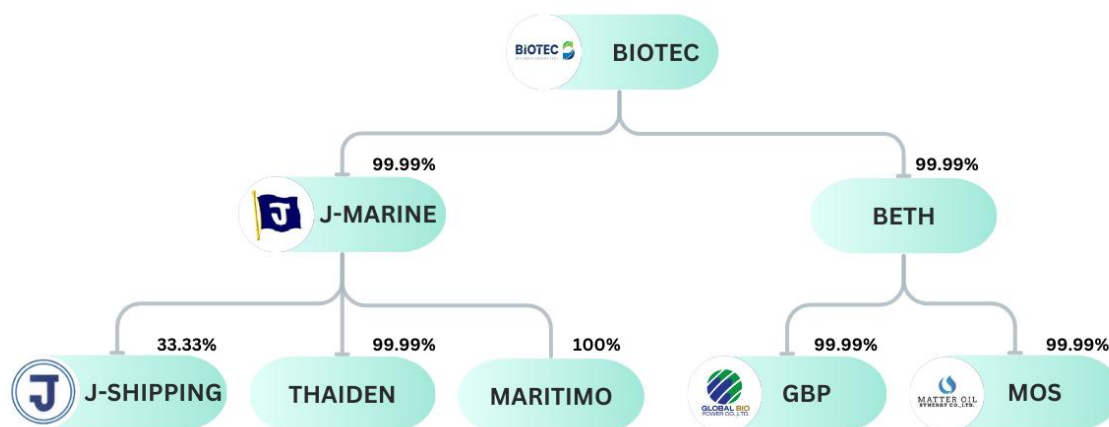 BIOTEC
BIOTEC
99.99%
99.99%
J
J-MARINE
BETH
33.33%
99.99%
100%
99.99%
99.99%
J
J-SHIPPING
THAIDEN
MARITIMO
GLOBAL BIO
POWER CO.,LTD.
GBP
MATTER OIL
SYNERGY CO.,LTD.
MOS